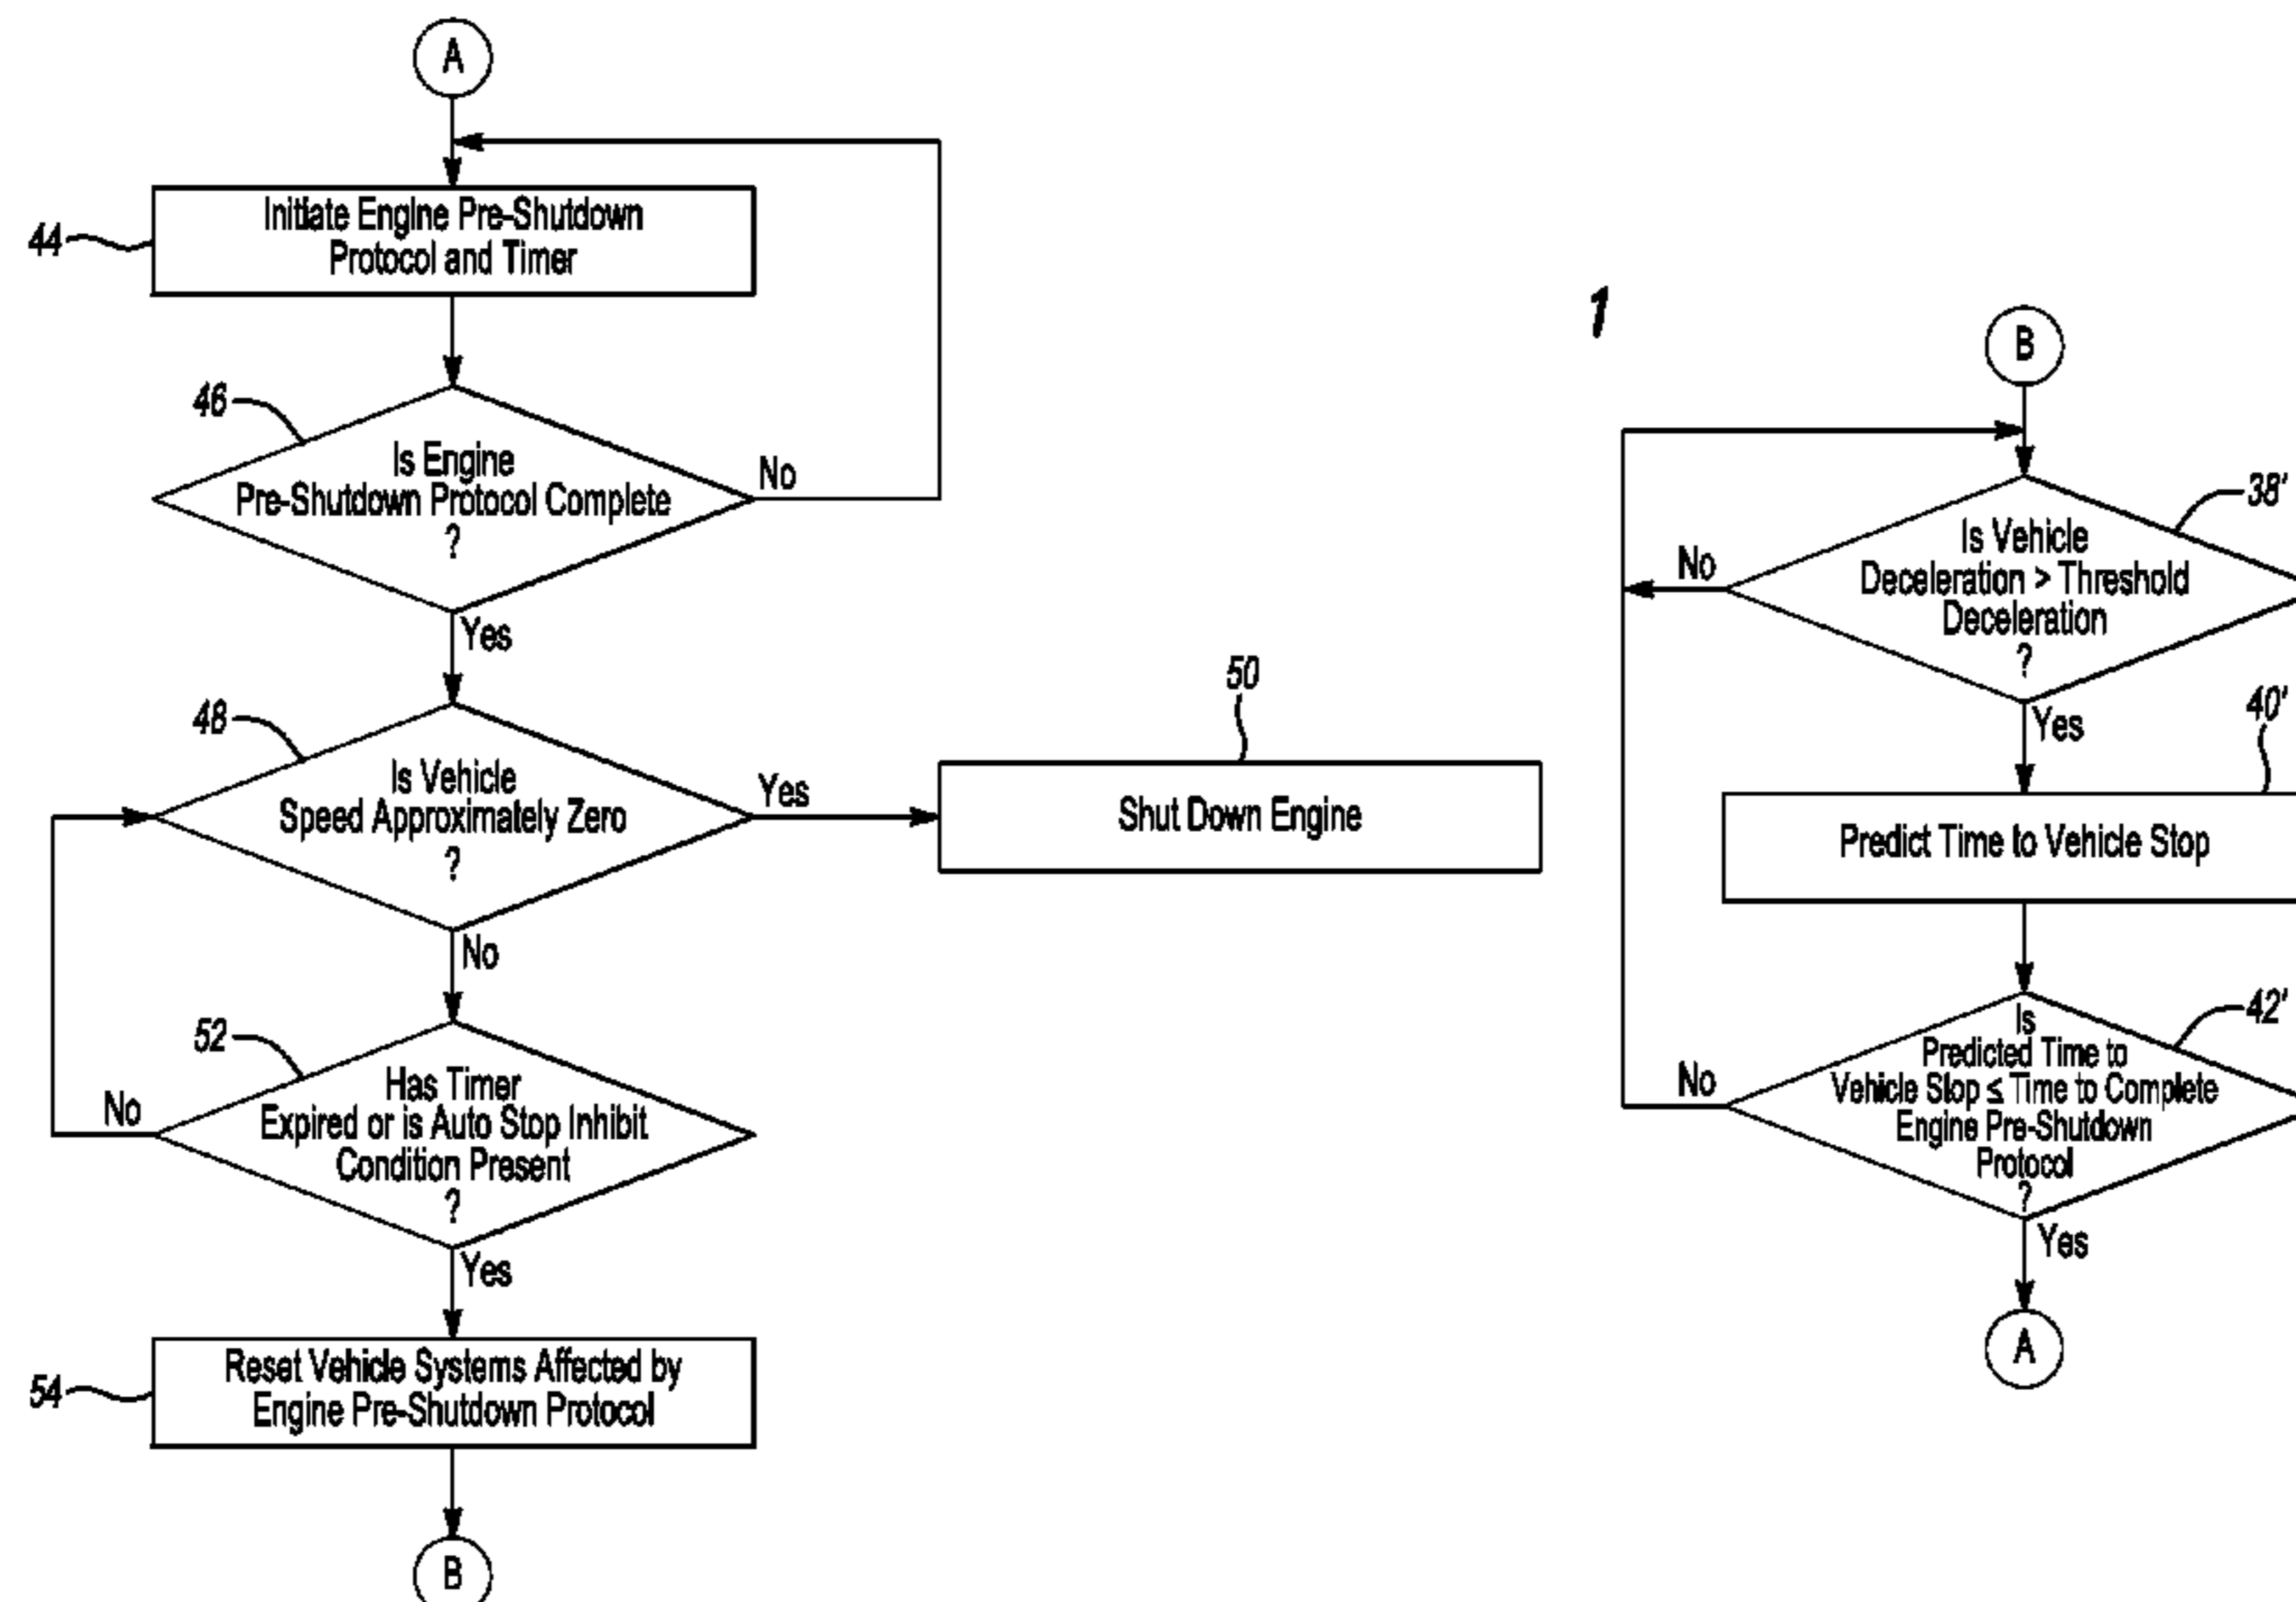 A
44
Initiate Engine Pre-Shutdown
Protocol and Timer
46
Is Engine
Pre-Shutdown Protocol Complete
?
No
Yes
48
Is Vehicle
Speed Approximately Zero
?
Yes
50
Shut Down Engine
No
52
Has Timer
Expired or is Auto Stop Inhibit
Condition Present
?
No
Yes
54
Reset Vehicle Systems Affected by
Engine Pre-Shutdown Protocol
B
1
B
38'
Is Vehicle
Deceleration > Threshold
Deceleration
?
No
Yes
40'
Predict Time to Vehicle Stop
42'
Is
Predicted Time to
Vehicle Stop ≤ Time to Complete
Engine Pre-Shutdown
Protocol
?
No
Yes
A